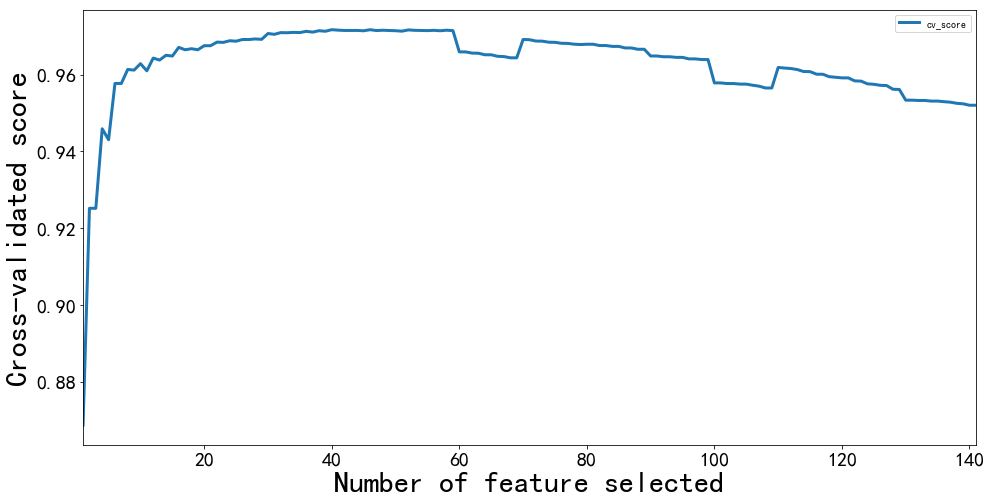 cv_score
Cross-validated score
0.96
0.94
0.92
0.90
0.88
20 40 60 80 100 120 140
Number of feature selected